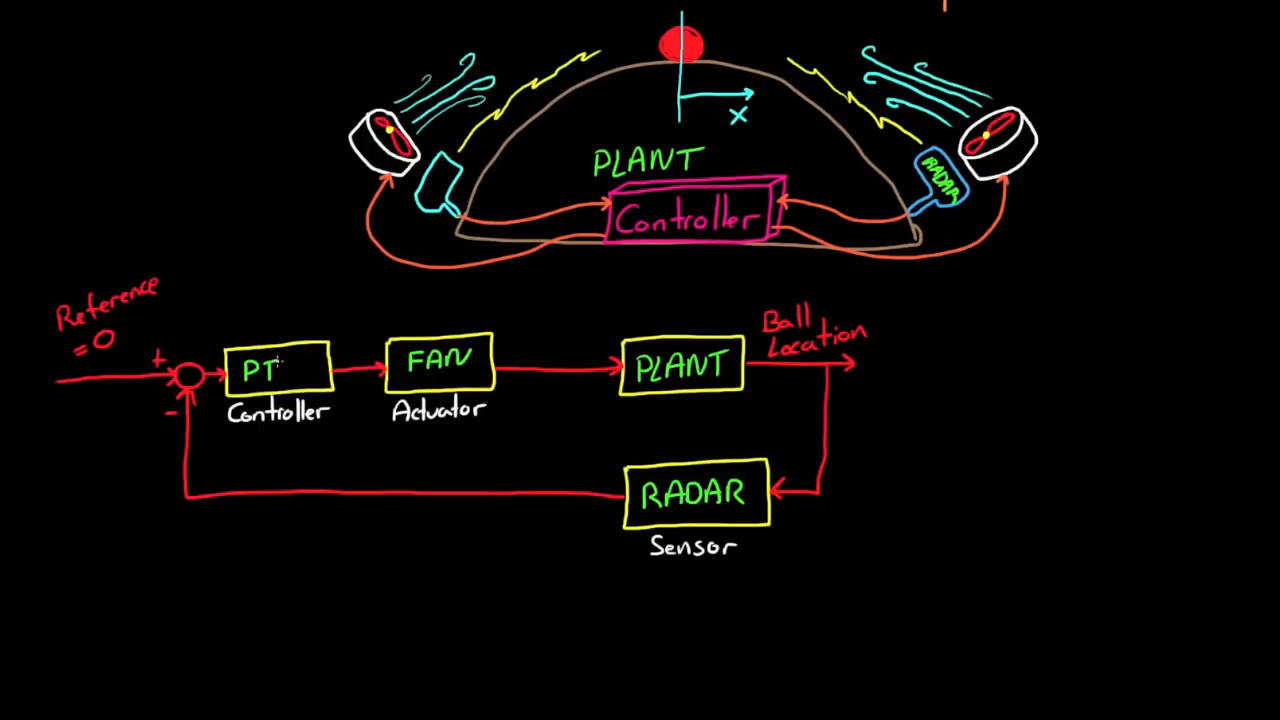 X
PLANT
RADAR
Controller
Reference
= 0
Ball
Location
+
PT
FAN
PLANT
-
Controller
Actuator
RADAR
Sensor